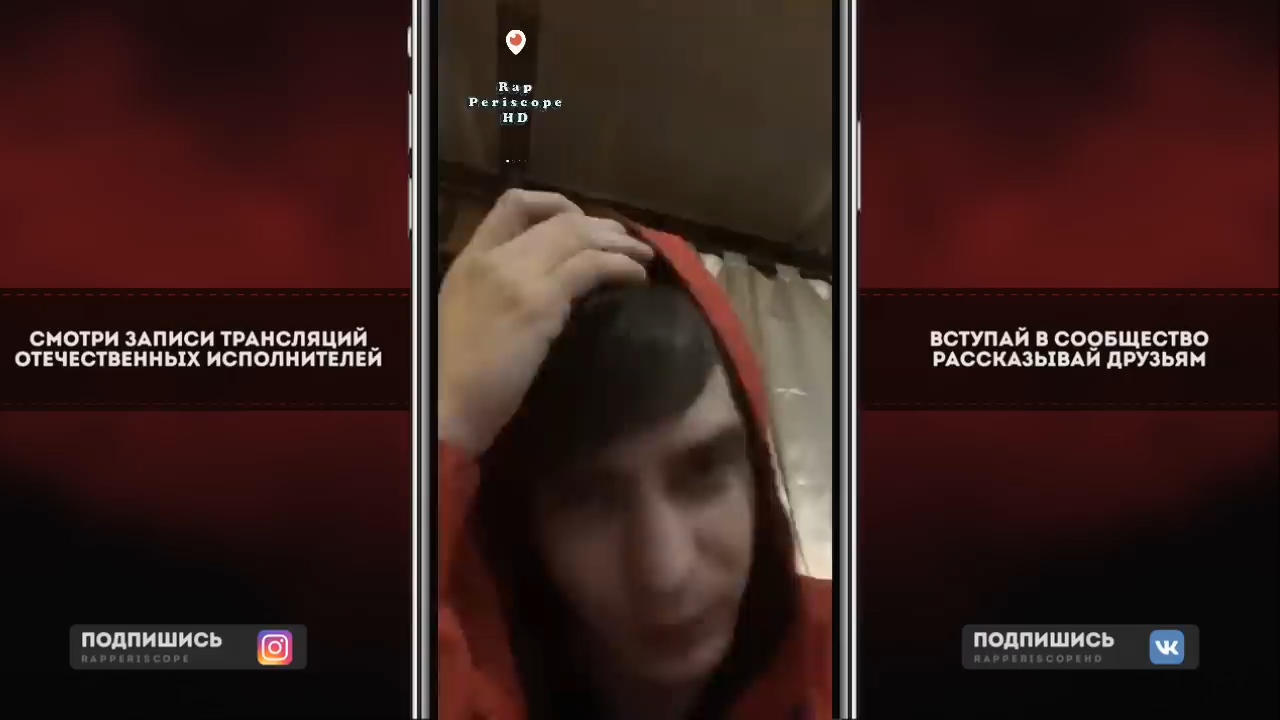 Rap
Periscope
HD
СМОТРИ ЗАПИСИ ТРАНСЛЯЦИЙ
ОТЕЧЕСТВЕННЫХ ИСПОЛНИТЕЛЕЙ
ВСТУПАЙ В СООБЩЕСТВО
РАССКАЗЫВАЙ ДРУЗЬЯМ
ПОДПИШИСЬ
RAPPERISCOPE
ПОДПИШИСЬ
RAPPERISCOPEHD